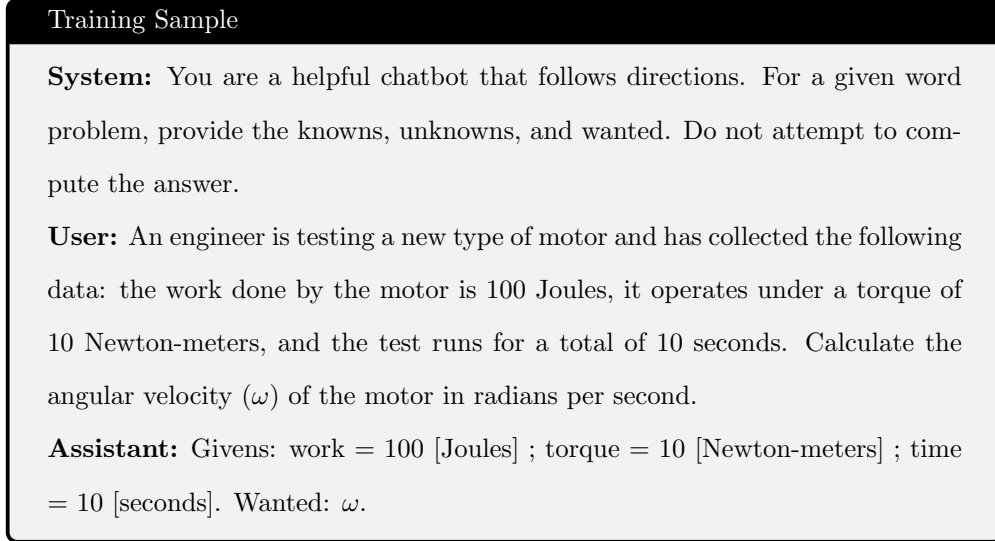 Training Sample
System: You are a helpful chatbot that follows directions. For a given word
problem, provide the knowns, unknowns, and wanted. Do not attempt to com-
pute the answer.
User: An engineer is testing a new type of motor and has collected the following
data: the work done by the motor is 100 Joules, it operates under a torque of
10 Newton-meters, and the test runs for a total of 10 seconds. Calculate the
angular velocity (ω) of the motor in radians per second.
Assistant: Givens: work = 100 [Joules] ; torque = 10 [Newton-meters] ; time
= 10 [seconds]. Wanted: ω.